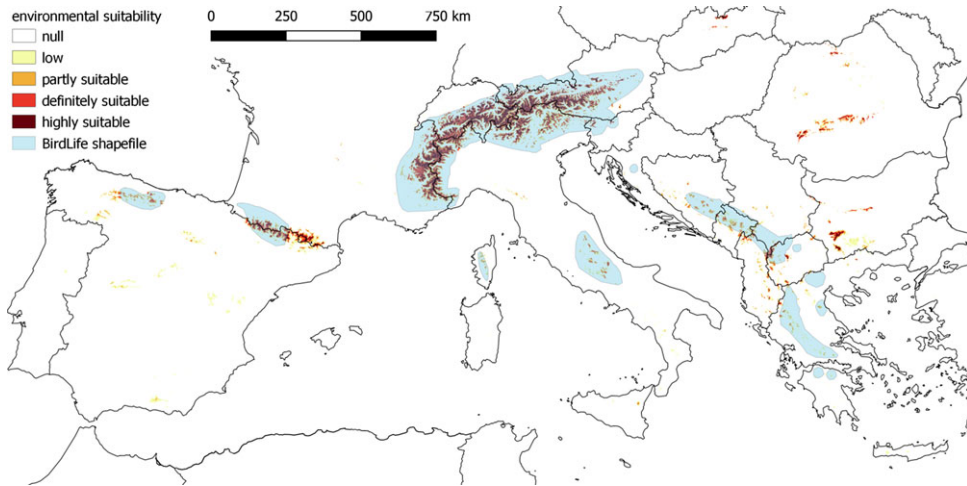 environmental suitability
null
low
partly suitable
definitely suitable
highly suitable
BirdLife shapefile
0 250 500 750 km